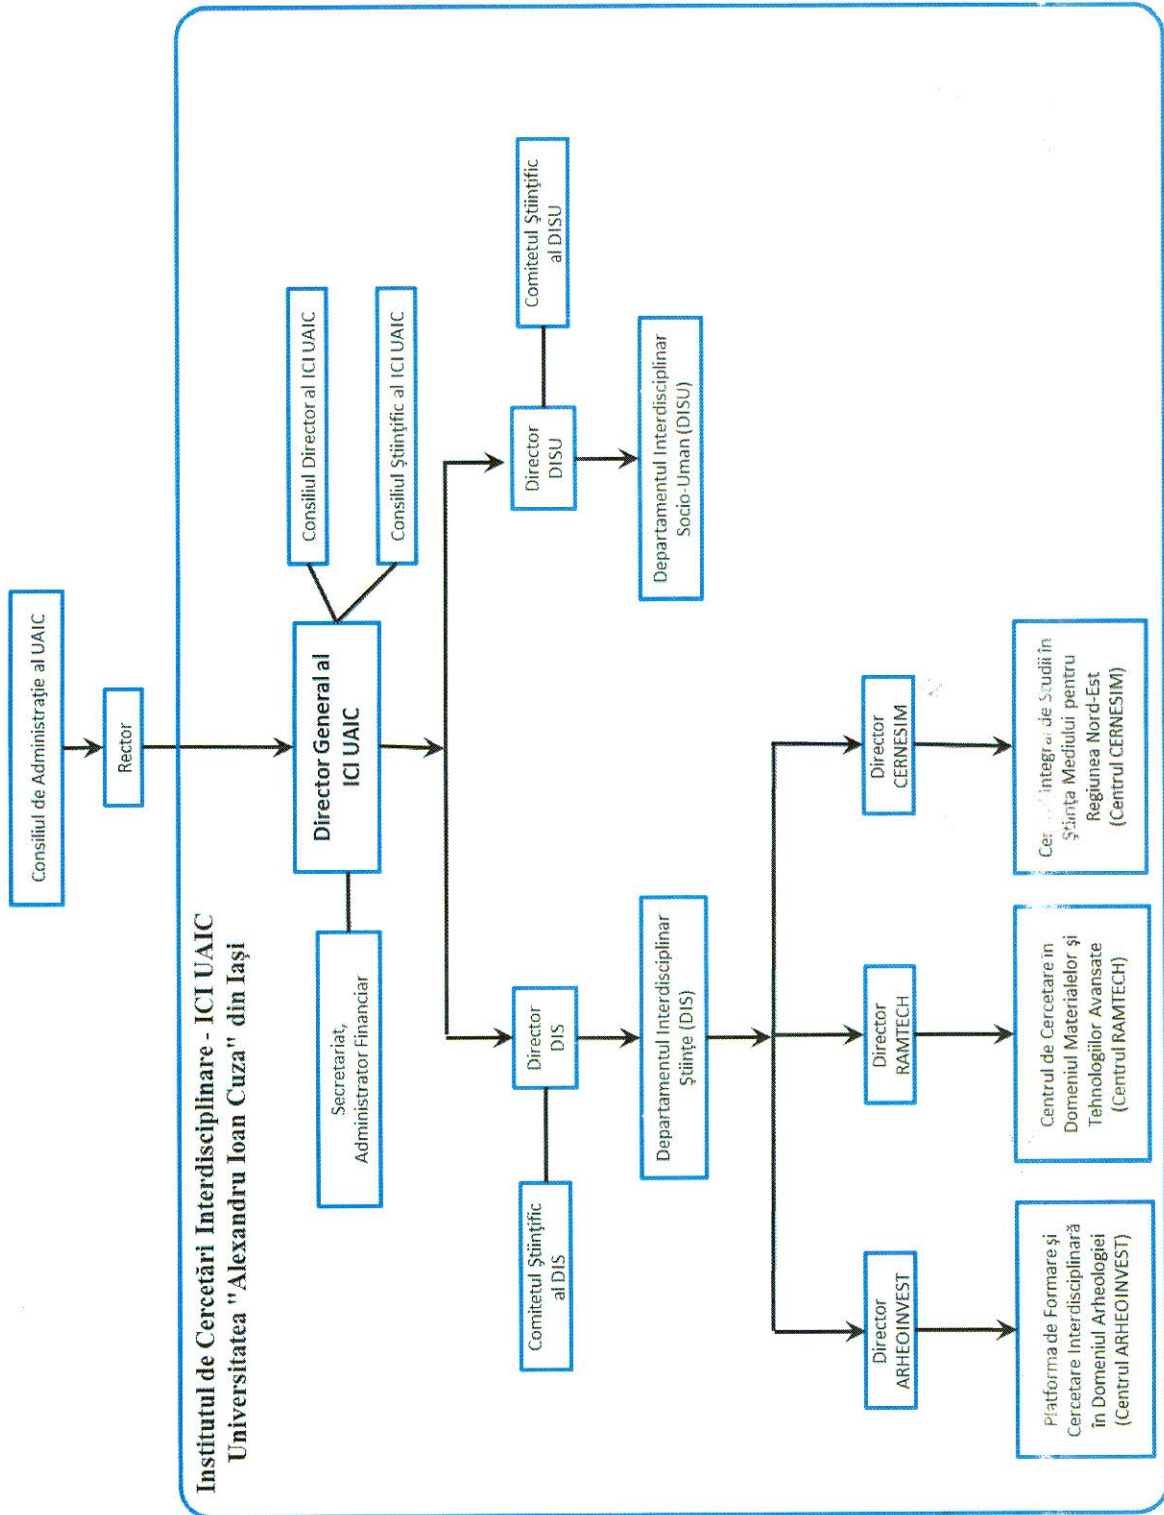 Consiliul de Administrație al UAIC
Rector
Institutul de Cercetări Interdisciplinare - ICI UAIC
Universitatea "Alexandru Ioan Cuza" din Iași
Director General al
ICI UAIC
Secretariat,
Administrator Financiar
Consiliul Director al ICI UAIC
Consiliul Științific al ICI UAIC
Director
DIS
Comitetul Științific
al DIS
Director
DISU
Comitetul Științific
al DISU
Departamentul Interdisciplinar
Științe (DIS)
Departamentul Interdisciplinar
Socio-Uman (DISU)
Director
ARHEOINVEST
Director
RAMTECH
Director
CERNESIM
Platforma de Formare și
Cercetare Interdisciplinară
în Domeniul Arheologiei
(Centrul ARHEOINVEST)
Centrul de Cercetare în
Domeniul Materialelor și
Tehnologiilor Avansate
(Centrul RAMTECH)
de Studii în
Știința Mediului pentru
Regiunea Nord-Est
(Centrul CERNESIM)